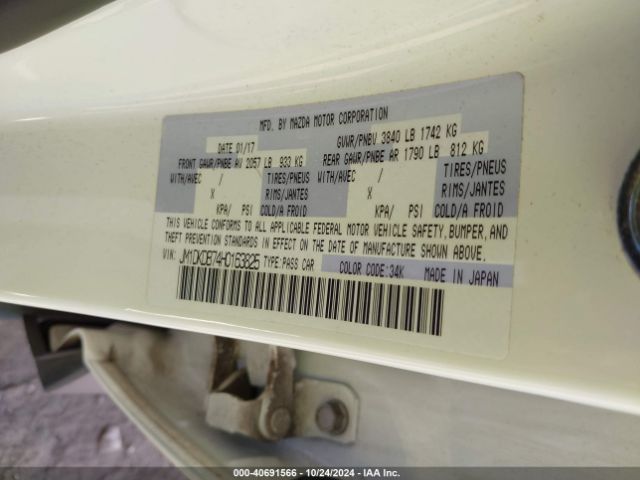 MFD. BY MAZDA MOTOR CORPORATION
DATE 01/17 GVWR/PNBV 3840 LB 1742 KG
FRONT GAWR/PNBE AV 2057 LB 933 KG REAR GAWR/PNBE AR 1790 LB 812 KG
WITH/AVEC / TIRES/PNEUS WITH/AVEC / TIRES/PNEUS
X RIMS/JANTES X RIMS/JANTES
KPA/ PSI COLD/A FROID KPA/ PSI COLD/A FROID
THIS VEHICLE CONFORMS TO ALL APPLICABLE FEDERAL MOTOR VEHICLE SAFETY, BUMPER, AND
THEFT PREVENTION STANDARDS IN EFFECT ON THE DATE OF MANUFACTURE SHOWN ABOVE.
VIN: JM1DKDB74H0163825 TYPE:PASS CAR COLOR CODE:34K MADE IN JAPAN
000-40691566 - 10/24/2024 - IAA Inc.